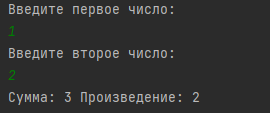 Введите первое число:
1
Введите второе число:
2
Сумма: 3 Произведение: 2